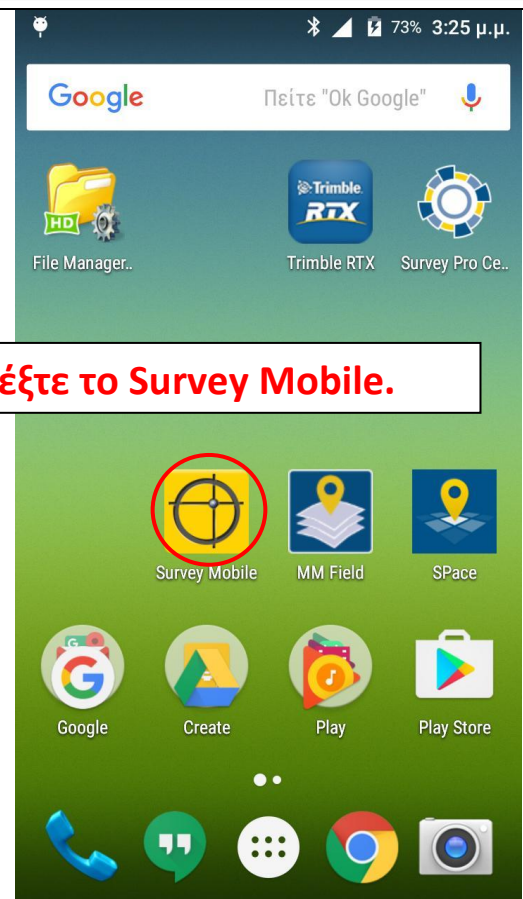 73% 3:25 μ.μ.
Google Πείτε "Ok Google"
HD
Trimble.
RTX
File Manager.. Trimble RTX Survey Pro Ce..
έξτε το Survey Mobile.
Survey Mobile MM Field SPace
Google Create Play Play Store